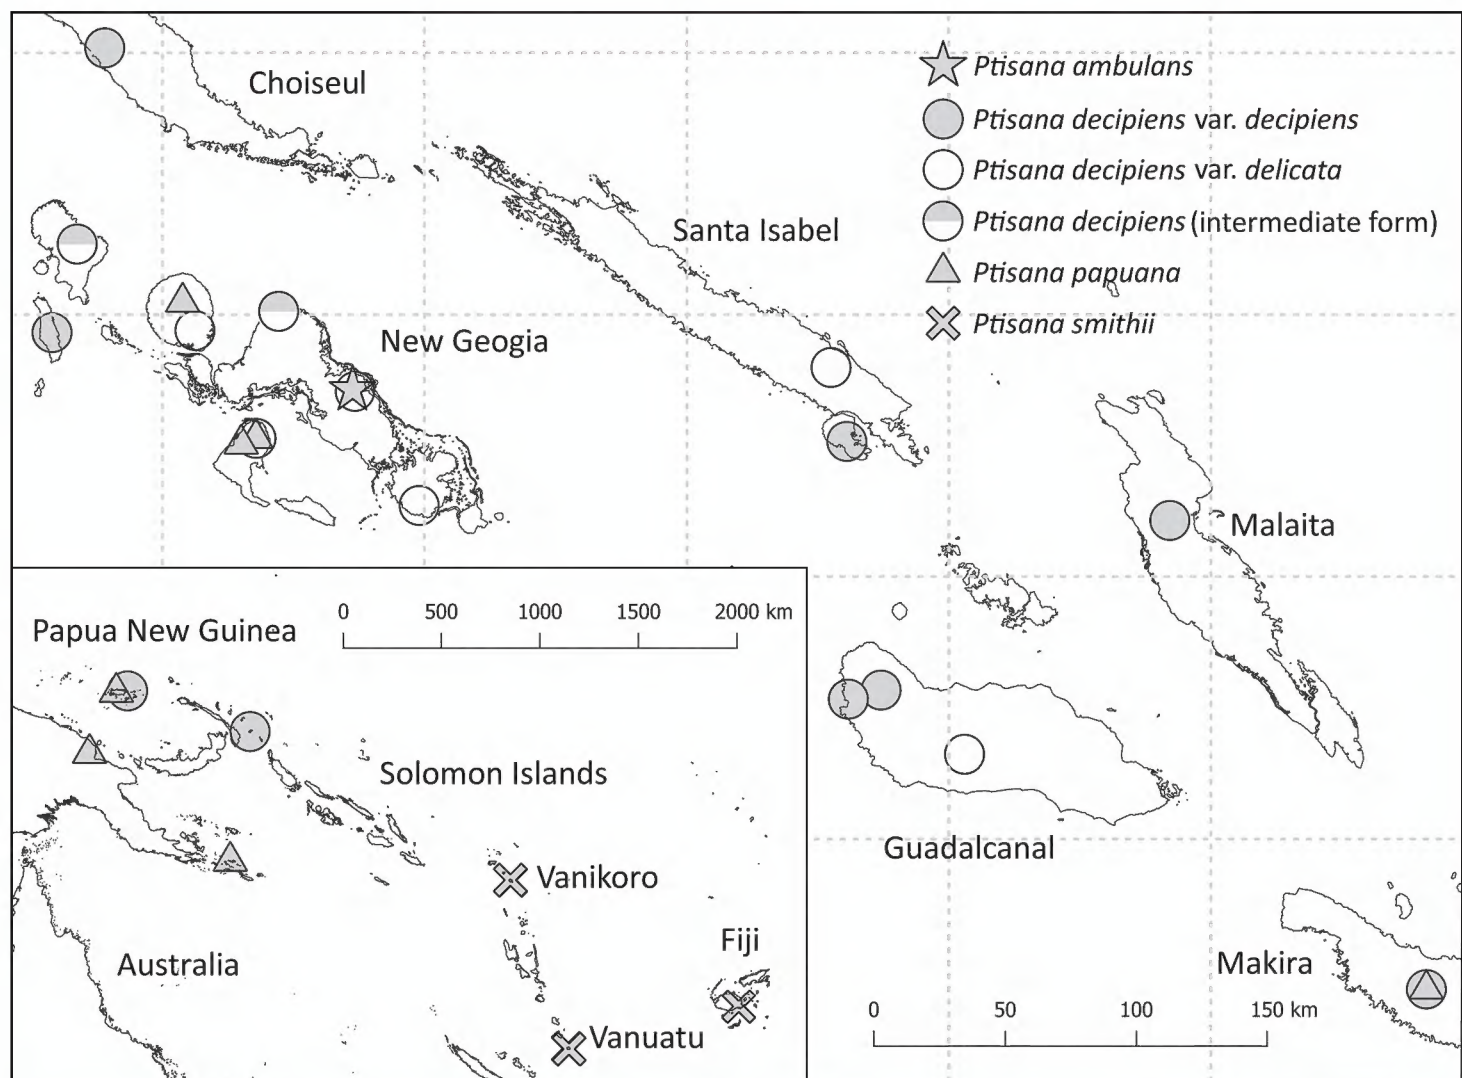 Choiseul
Santa Isabel
New Geogia
Malaita
Guadalcanal
Makira
Ptisana ambulans
Ptisana decipiens var. decipiens
Ptisana decipiens var. delicata
Ptisana decipiens (intermediate form)
Ptisana papuana
Ptisana smithii
0 50 100 150 km
Papua New Guinea
0 500 1000 1500 2000 km
Solomon Islands
Vanikoro
Fiji
Australia
Vanuatu